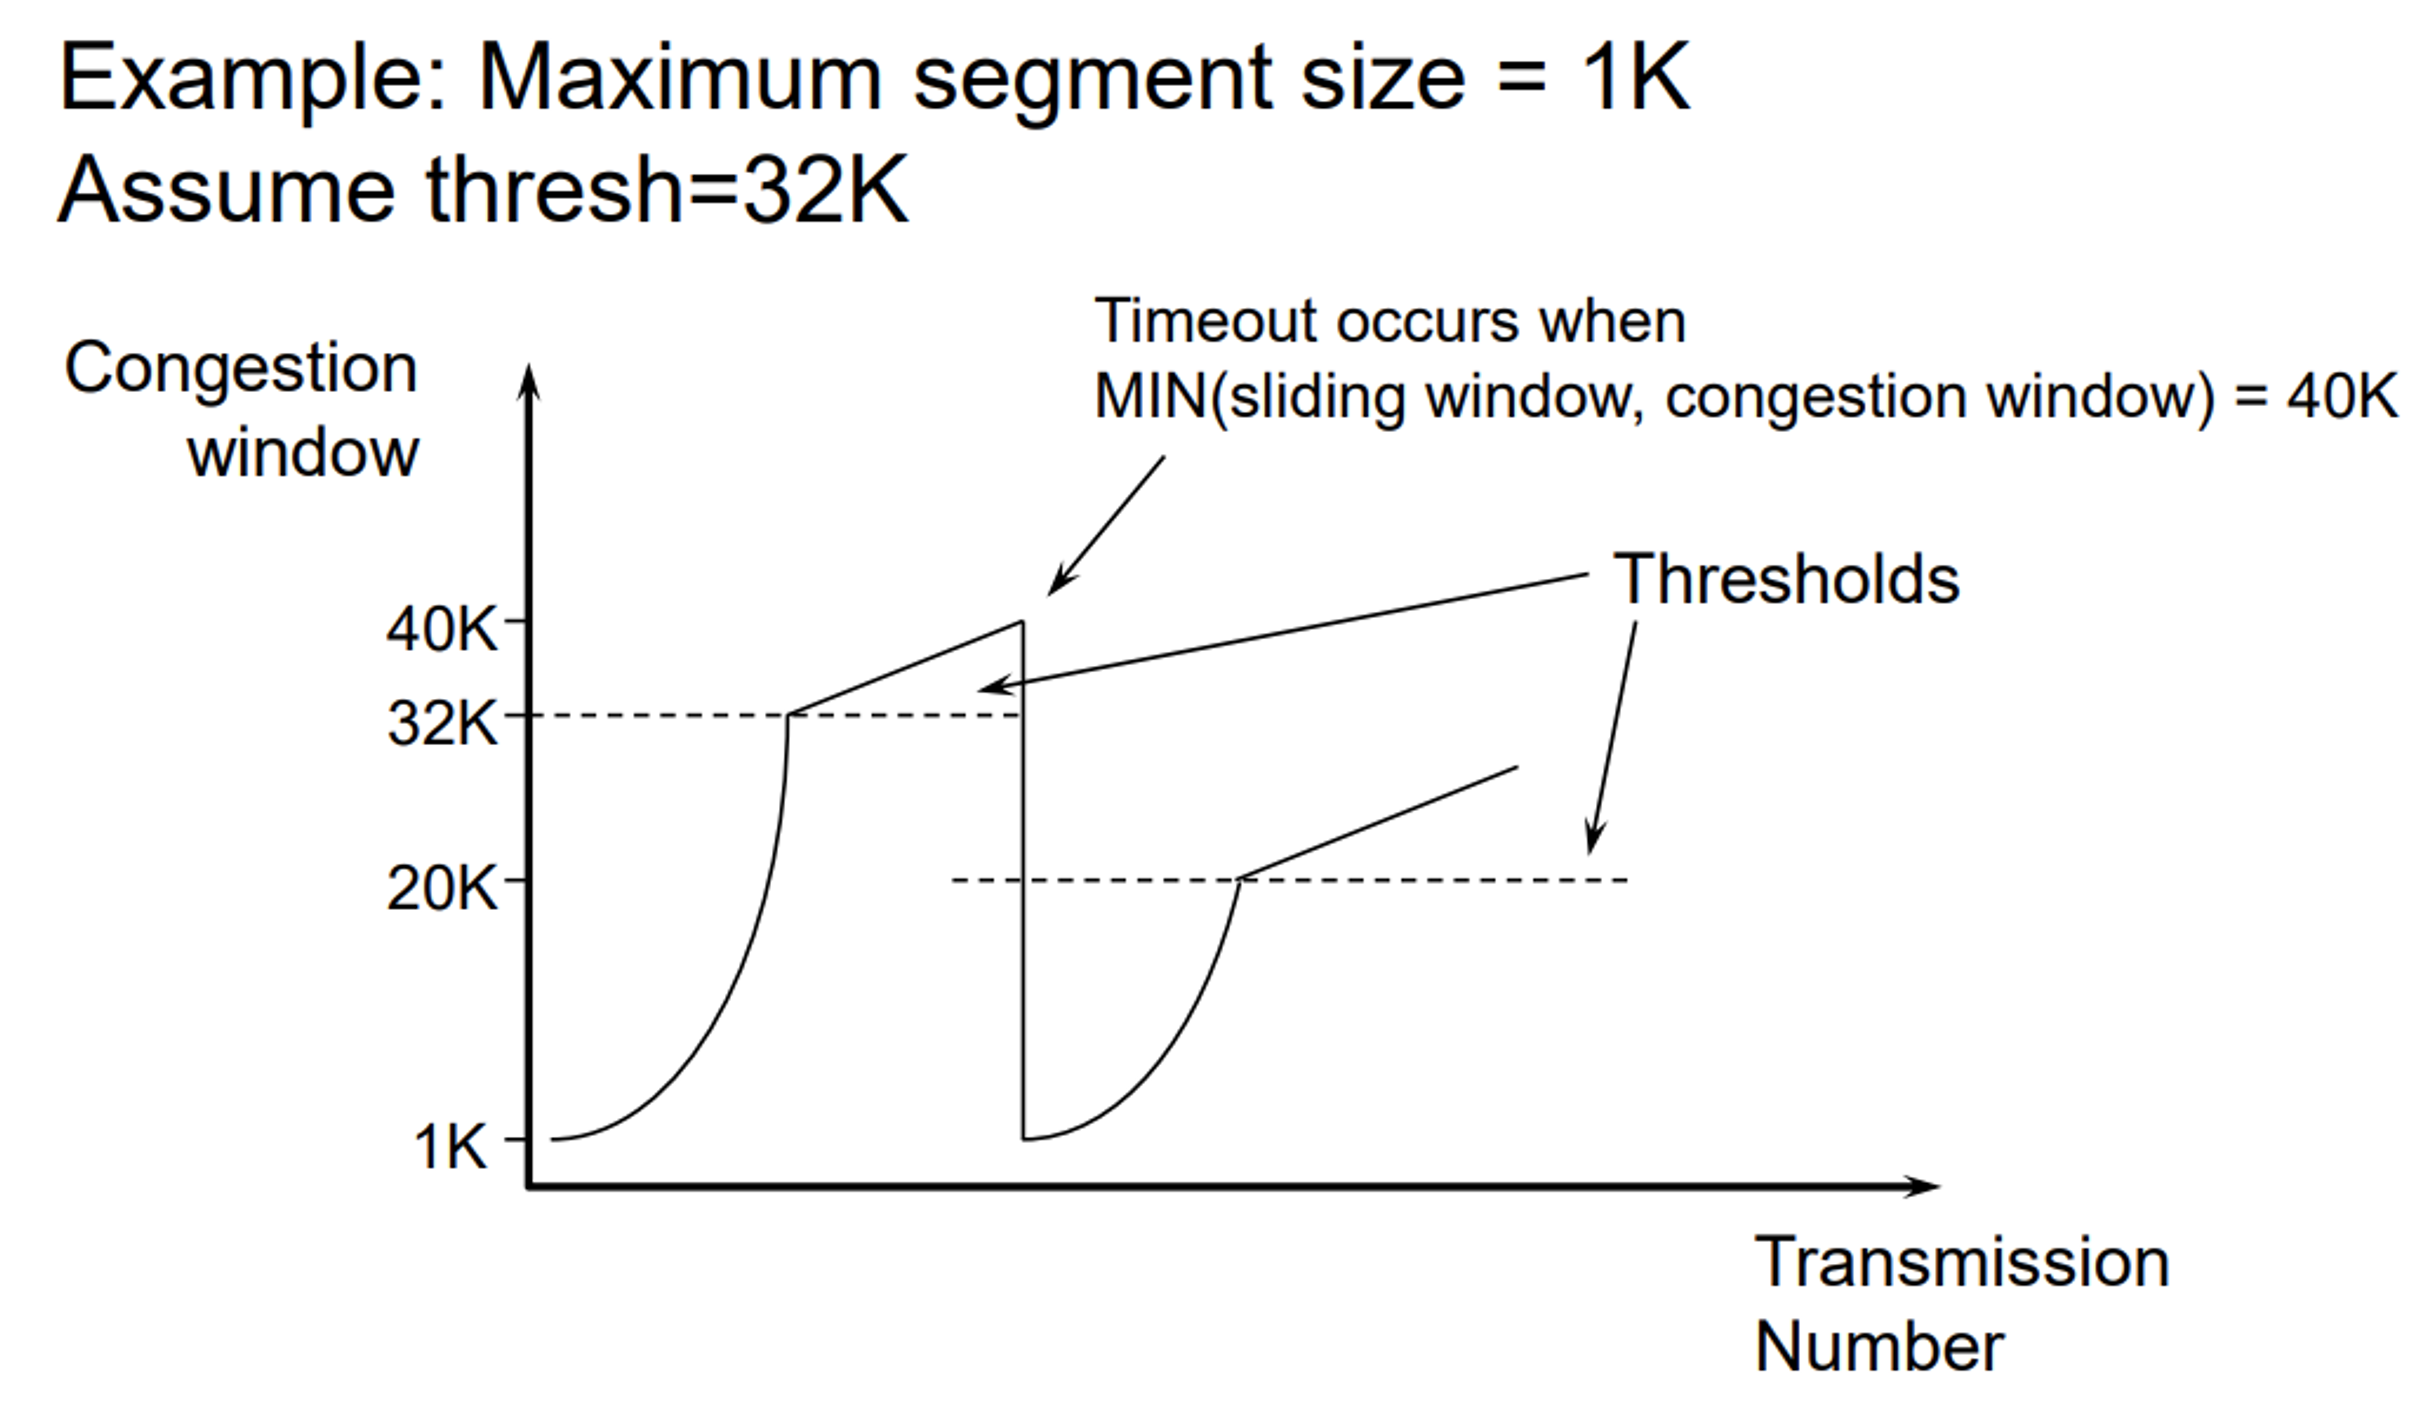 Example: Maximum segment size = 1K
Assume thresh=32K
Timeout occurs when
MIN(sliding window, congestion window) = 40K
Congestion
window
Thresholds
40K
32K
20K
1K
Transmission
Number